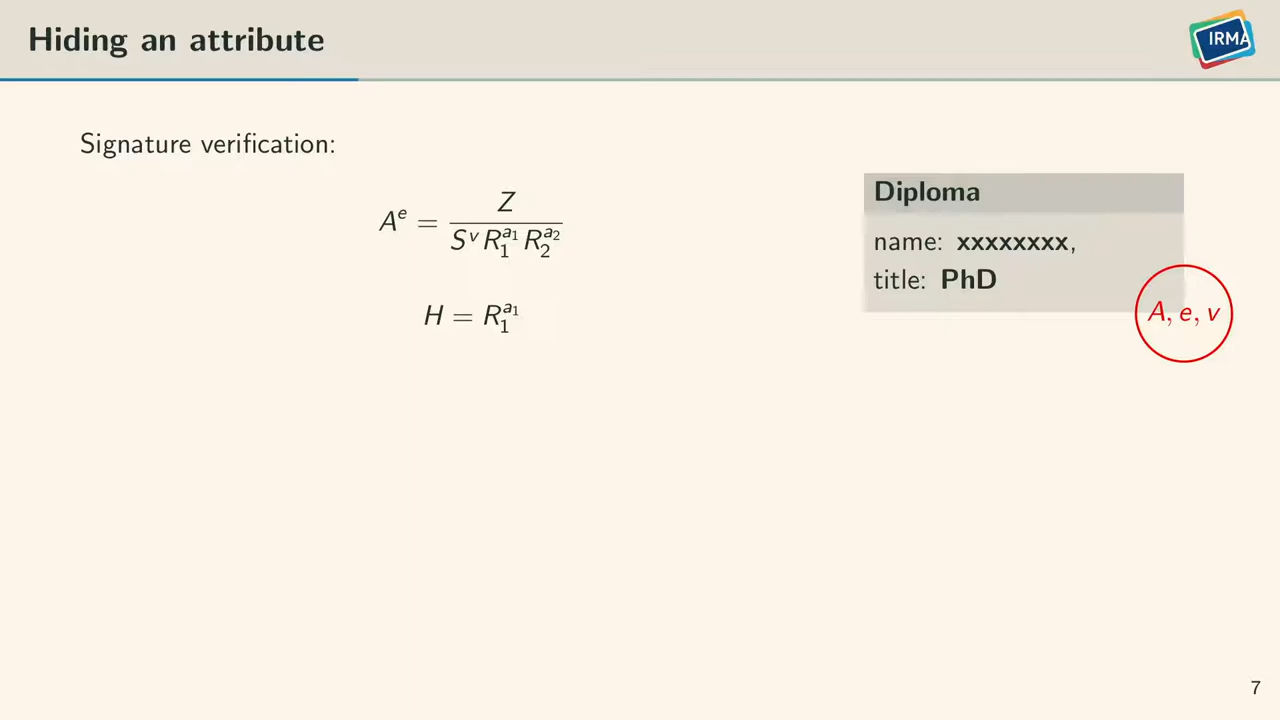 Hiding an attribute
IRMA
Signature verification:
A^e = Z / (S^v R_1^{a_1} R_2^{a_2})
H = R_1^{a_1}
Diploma
name: xxxxxxxx,
title: PhD
A, e, v
7